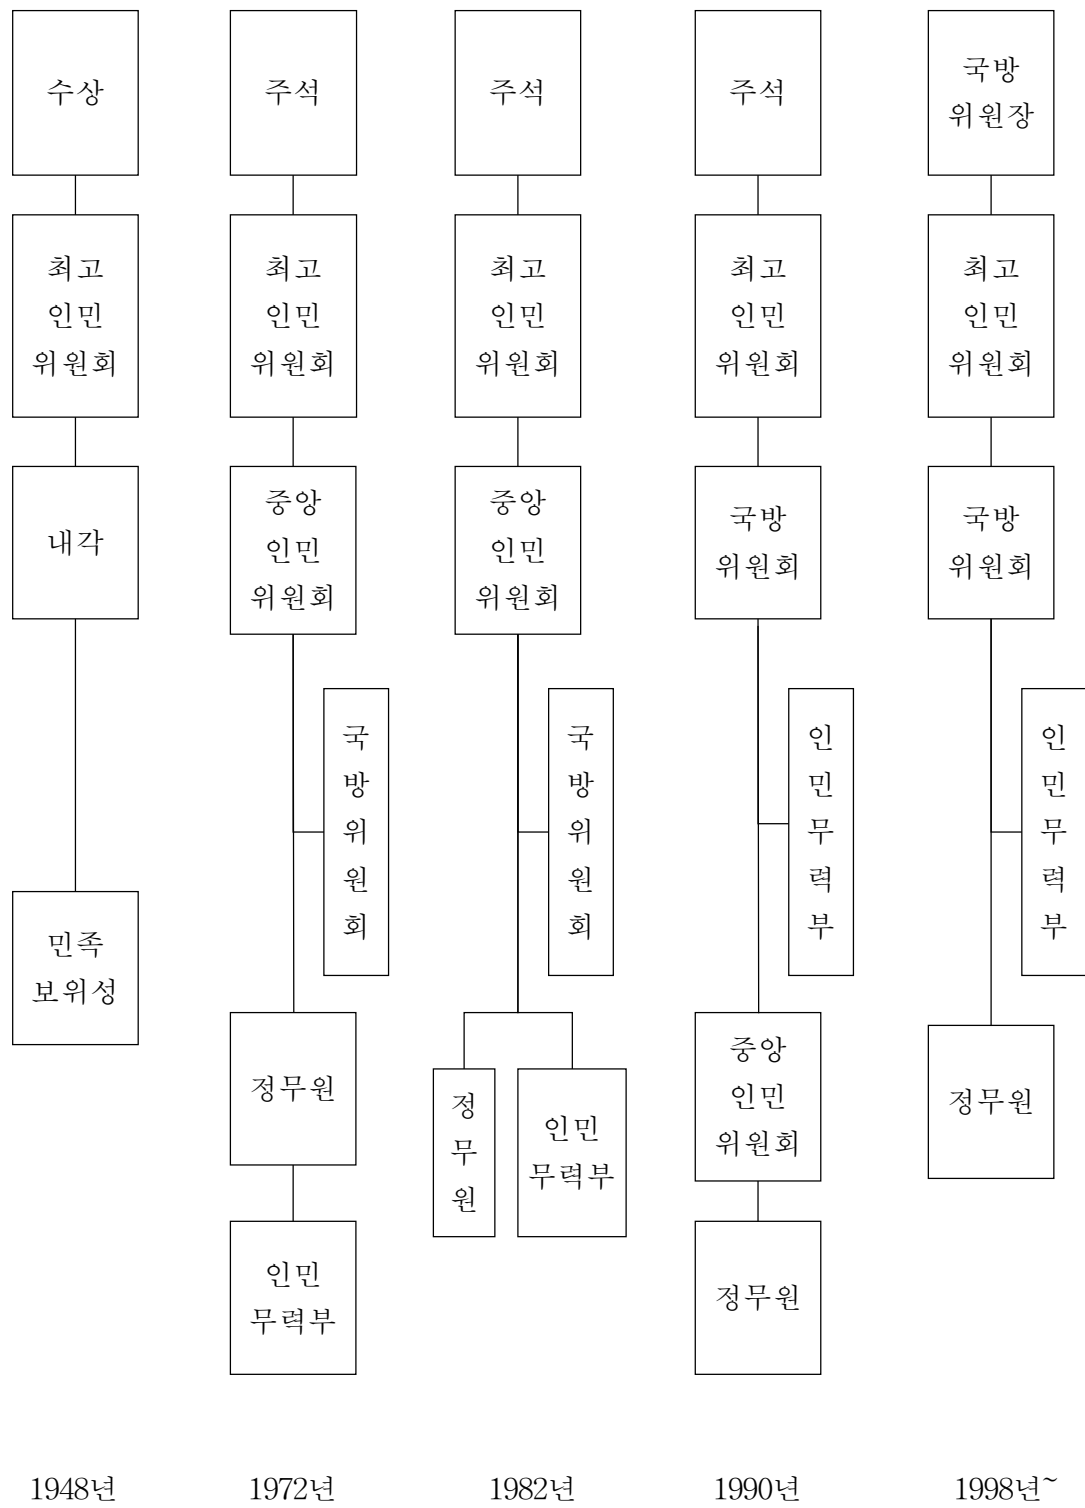 수상
최고
인민
위원회
내각
민족
보위성
1948년
주석
최고
인민
위원회
중앙
인민
위원회
국
방
위
원
회
정무원
인민
무력부
1972년
주석
최고
인민
위원회
중앙
인민
위원회
국
방
위
원
회
정
무
원
인민
무력부
1982년
주석
최고
인민
위원회
국방
위원회
인
민
무
력
부
중앙
인민
위원회
정무원
1990년
국방
위원장
최고
인민
위원회
국방
위원회
인
민
무
력
부
정무원
1998년~